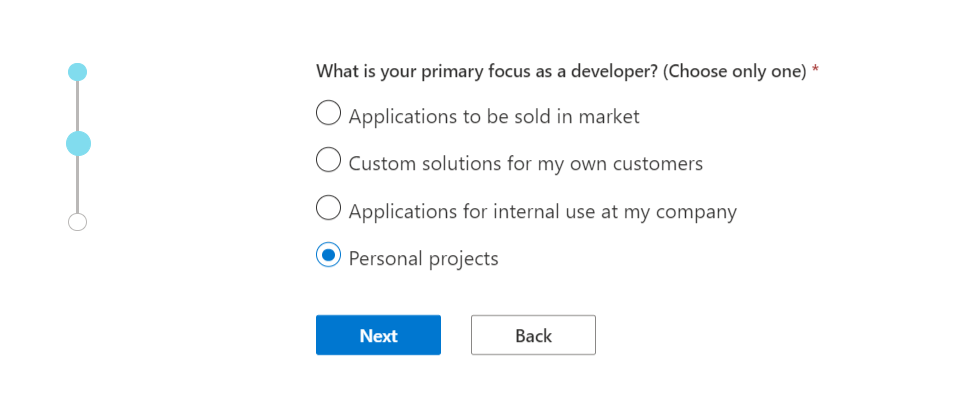 What is your primary focus as a developer? (Choose only one) *
Applications to be sold in market
Custom solutions for my own customers
Applications for internal use at my company
Personal projects
Next
Back